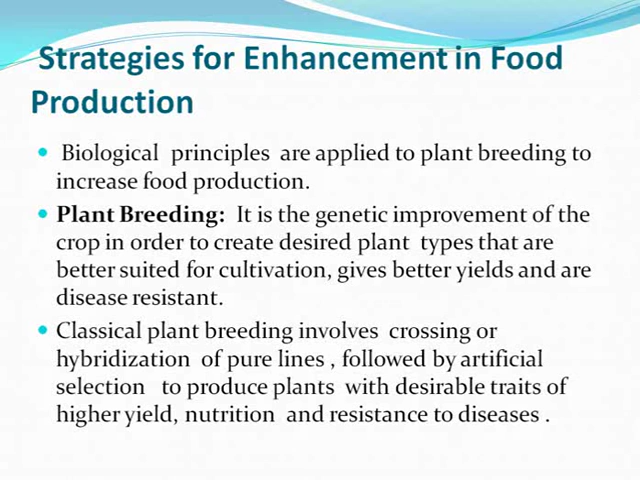 Strategies for Enhancement in Food
Production
• Biological principles are applied to plant breeding to
increase food production.
• Plant Breeding: It is the genetic improvement of the
crop in order to create desired plant types that are
better suited for cultivation, gives better yields and are
disease resistant.
• Classical plant breeding involves crossing or
hybridization of pure lines , followed by artificial
selection to produce plants with desirable traits of
higher yield, nutrition and resistance to diseases .